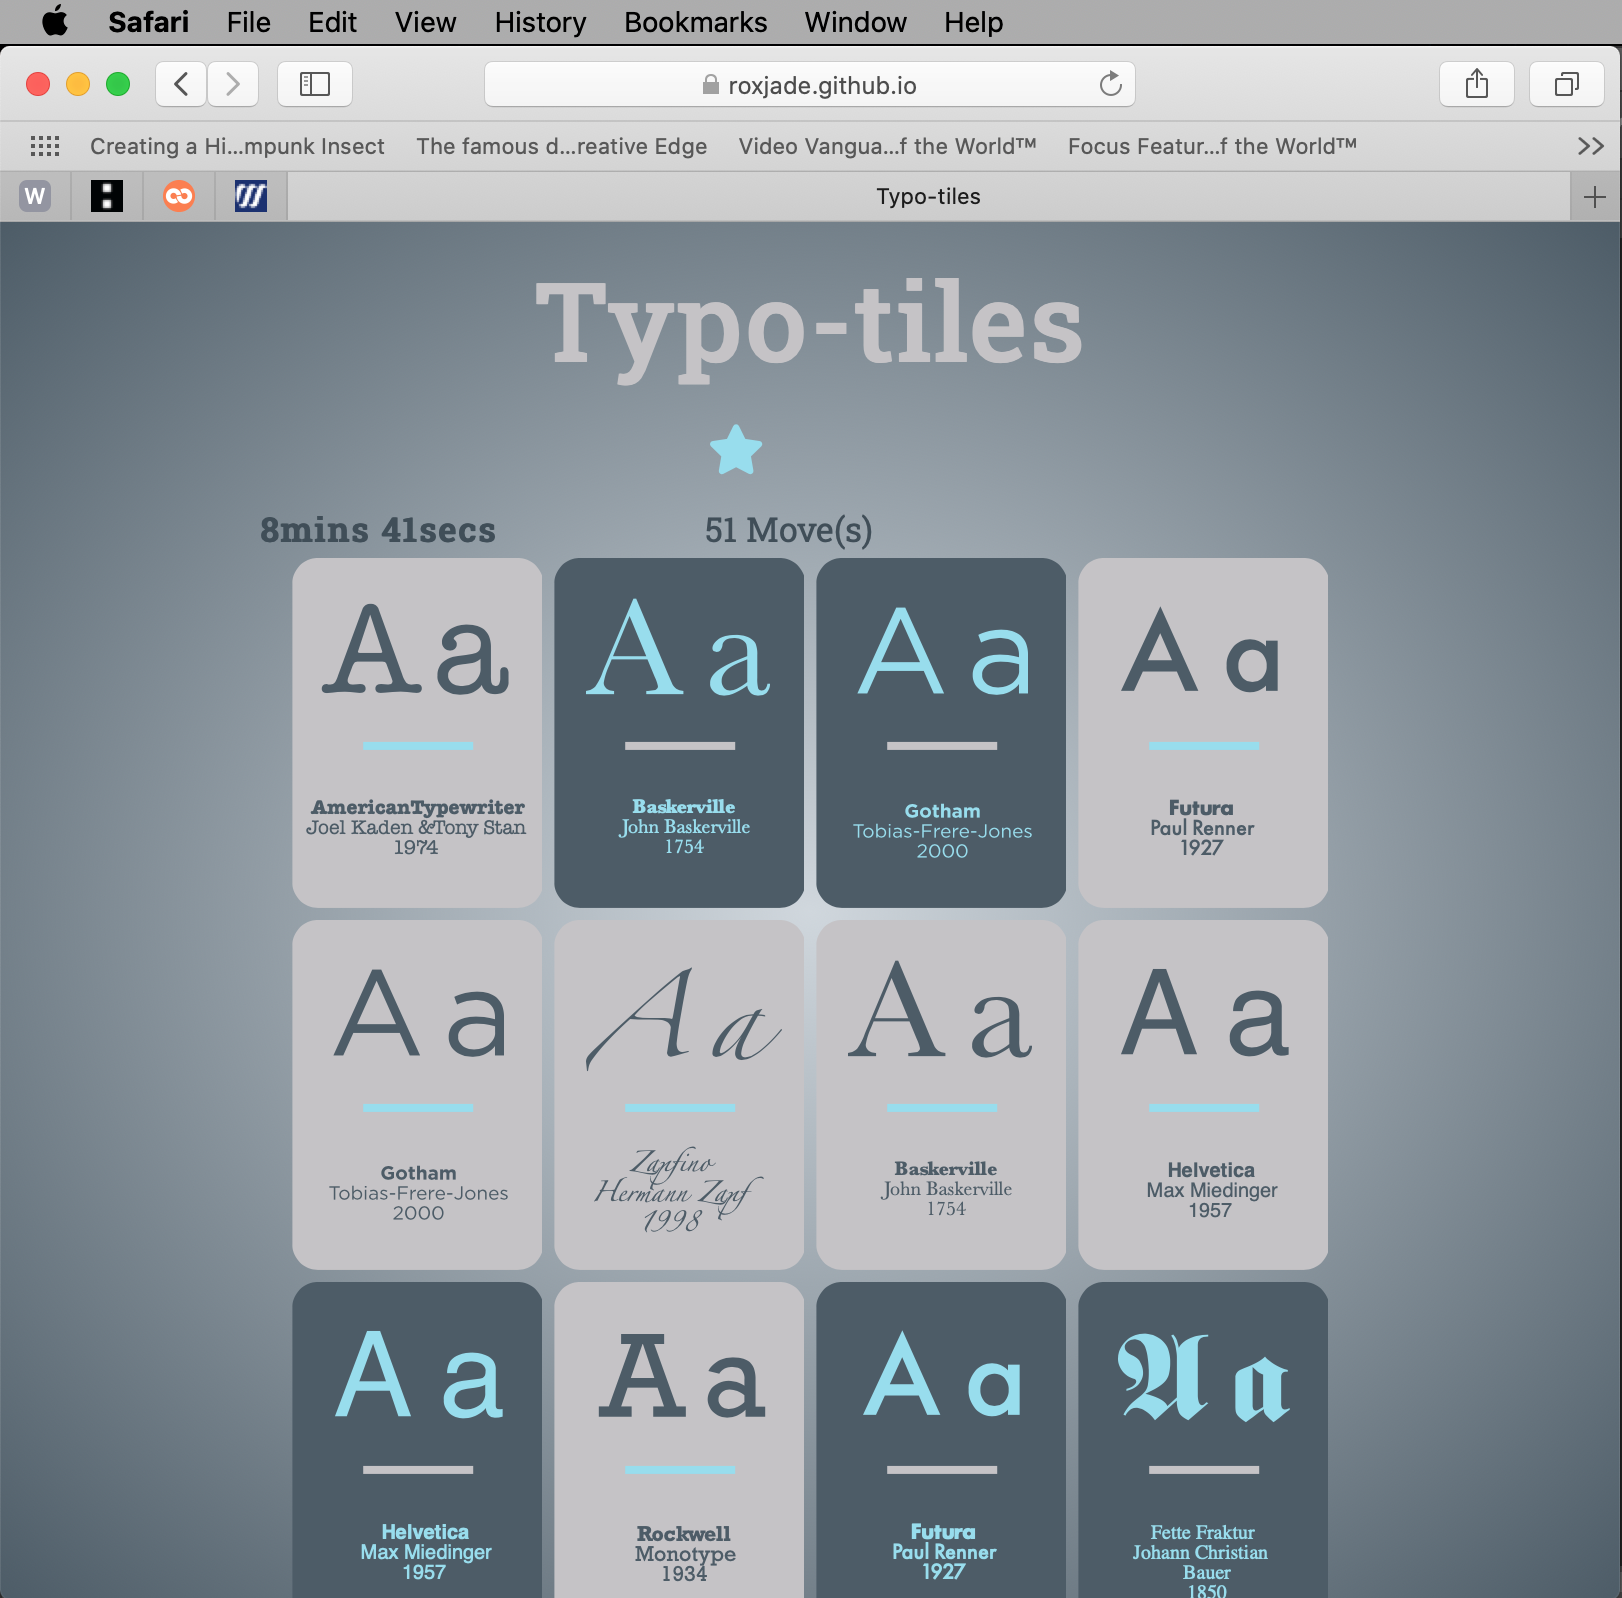 Safari File Edit View History Bookmarks Window Help
roxjade.github.io
Creating a Hi...mpunk Insect The famous d...reative Edge Video Vangua...f the World™ Focus Featur...f the World™
W Typo-tiles
Typo-tiles
8mins 41secs 51 Move(s)
Aa
AmericanTypewriter
Joel Kaden &Tony Stan
1974
Aa
Baskerville
John Baskerville
1754
Aa
Gotham
Tobias-Frere-Jones
2000
Aa
Futura
Paul Renner
1927
Aa
Gotham
Tobias-Frere-Jones
2000
Aa
Zapfino
Hermann Zapf
1998
Aa
Baskerville
John Baskerville
1754
Aa
Helvetica
Max Miedinger
1957
Aa
Helvetica
Max Miedinger
1957
Aa
Rockwell
Monotype
1934
Aa
Futura
Paul Renner
1927
Aa
Fette Fraktur
Johann Christian
Bauer
1850